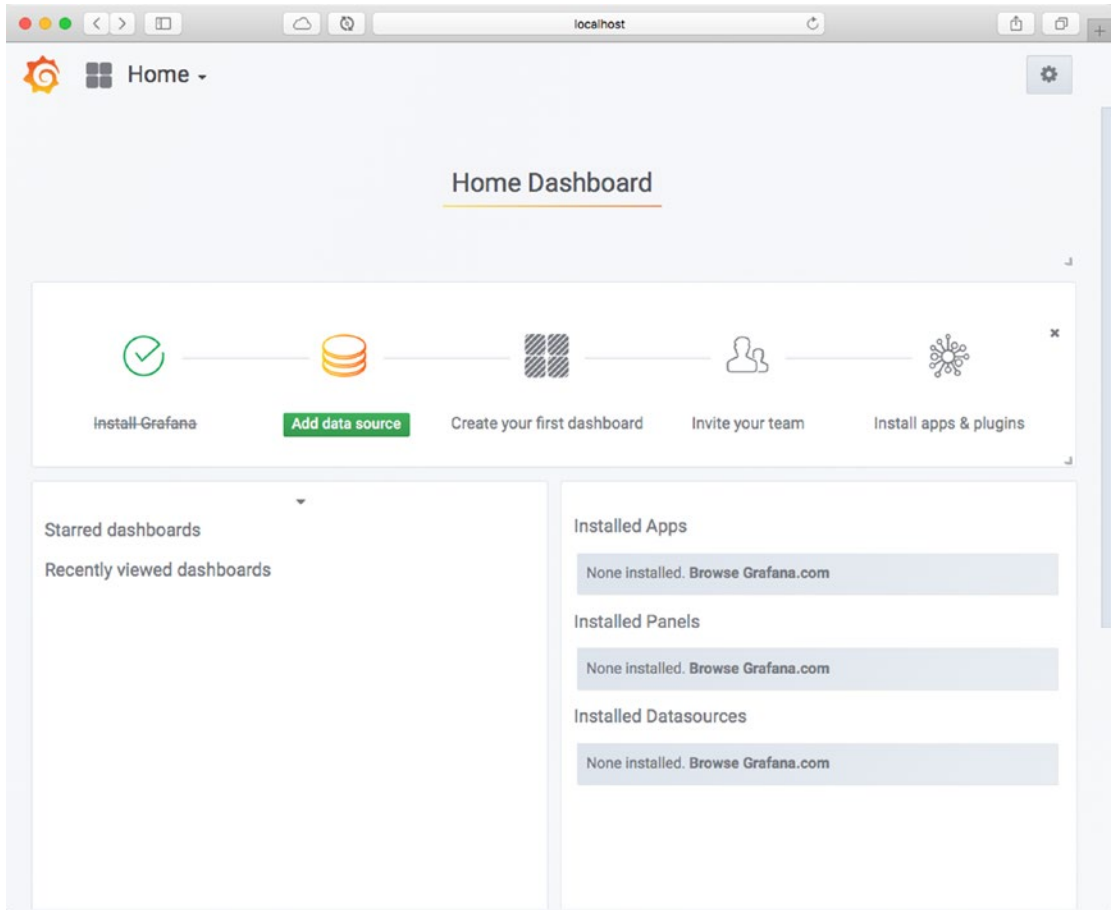 localhost
Home
Home Dashboard
Install Grafana
Add data source
Create your first dashboard
Invite your team
Install apps & plugins
Starred dashboards
Recently viewed dashboards
Installed Apps
None installed. Browse Grafana.com
Installed Panels
None installed. Browse Grafana.com
Installed Datasources
None installed. Browse Grafana.com